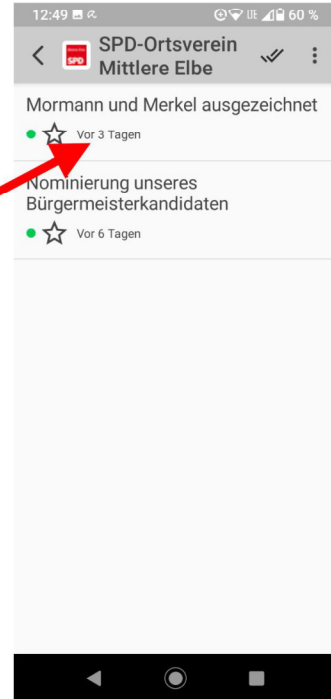 12:49
60 %
SPD-Ortsverein
Mittlere Elbe
SPD
Mormann und Merkel ausgezeichnet
Vor 3 Tagen
Nominierung unseres
Bürgermeisterkandidaten
Vor 6 Tagen